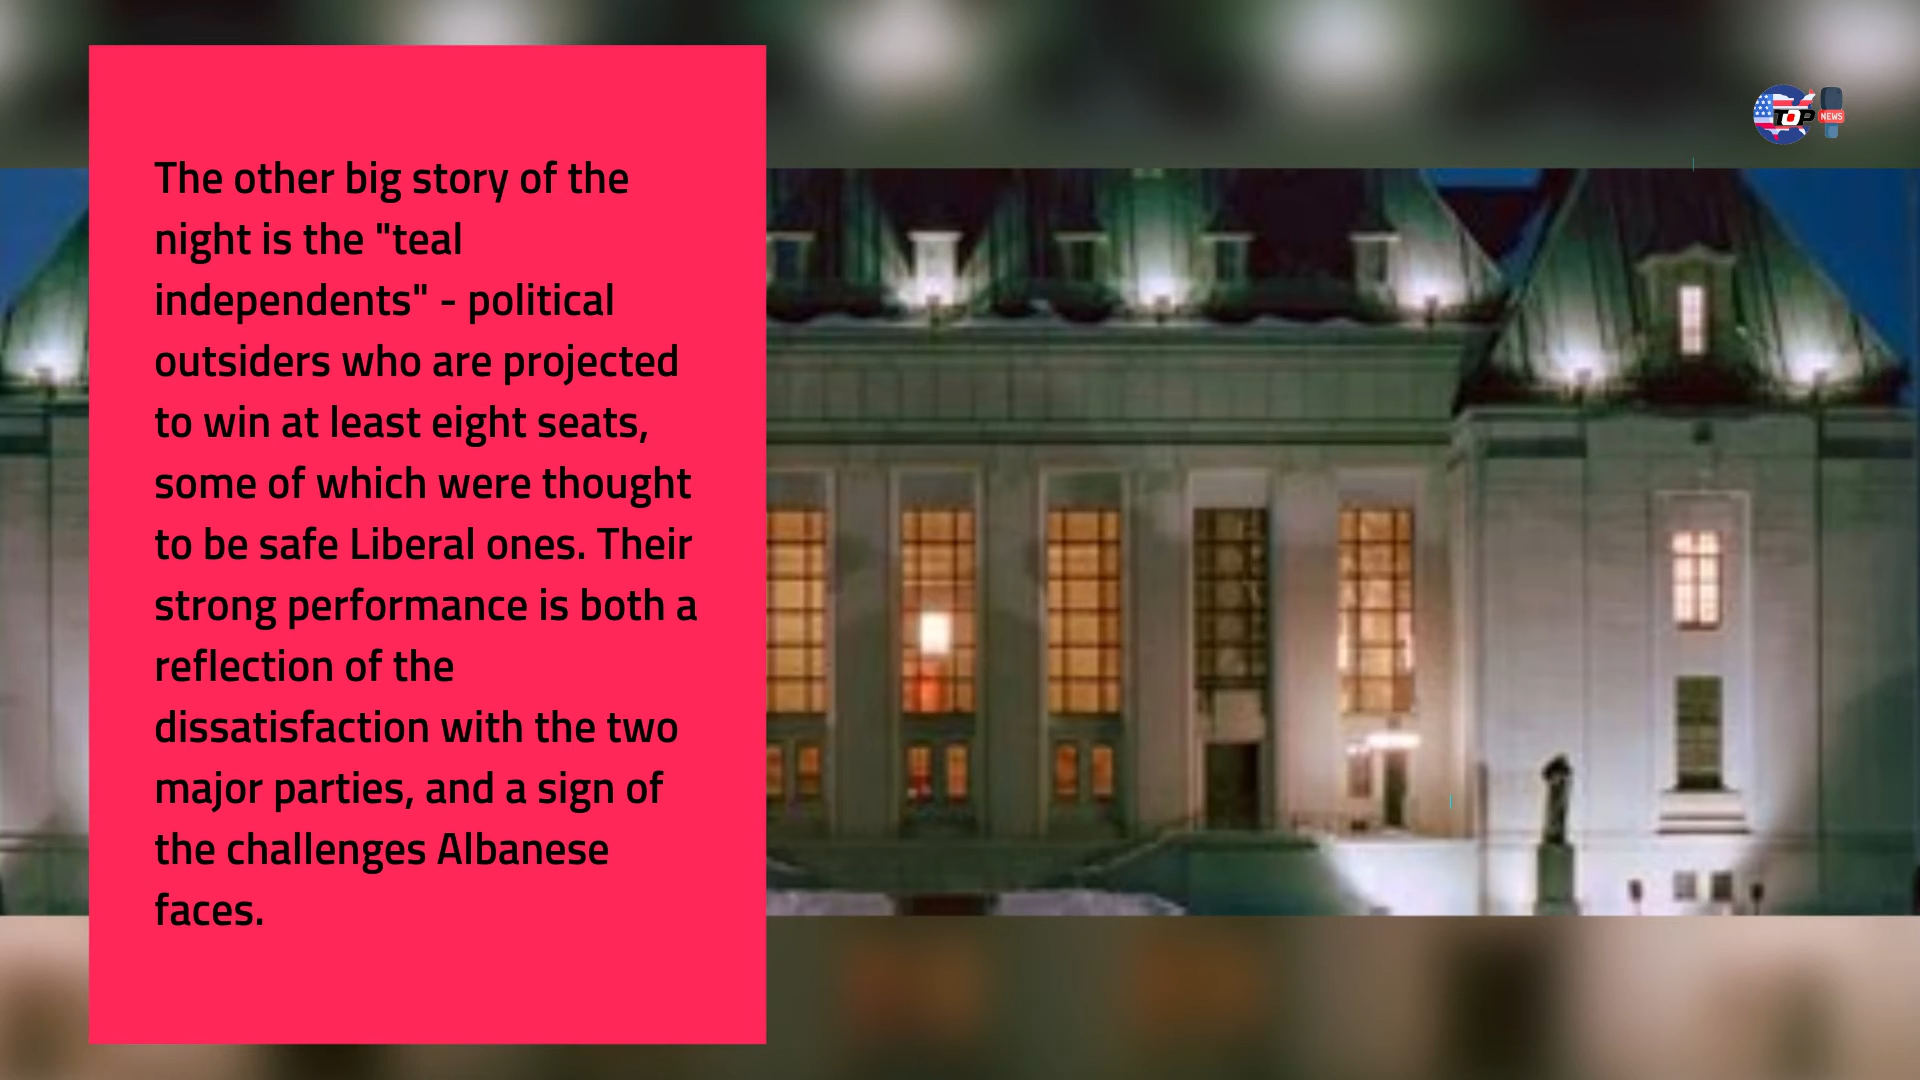 The other big story of the
night is the "teal
independents" - political
outsiders who are projected
to win at least eight seats,
some of which were thought
to be safe Liberal ones. Their
strong performance is both a
reflection of the
dissatisfaction with the two
major parties, and a sign of
the challenges Albanese
faces.
TOP NEWS